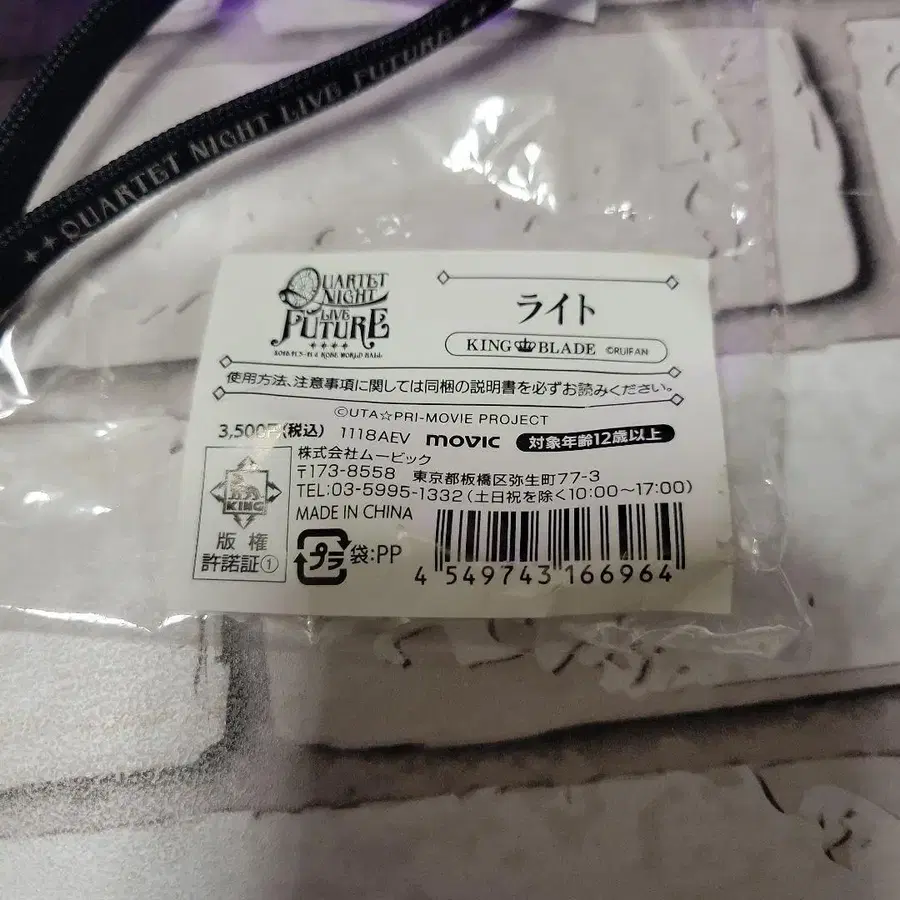 QUARTET NIGHT LIVE FUTURE
QUARTET
NIGHT
LIVE
FUTURE
KOBE WORLD HALL
ライト
KING BLADE ©RUIFAN
使用方法、注意事項に関しては同梱の説明書を必ずお読みください。
©UTA☆PRI-MOVIE PROJECT
3,500円(税込) 1118AEV movic 対象年齢12歳以上
株式会社ムービック
〒173-8558 東京都板橋区弥生町77-3
TEL:03-5995-1332(土日祝を除く10:00～17:00)
MADE IN CHINA
KING
版権
許諾証①
プラ 袋:PP
4 549743 166964